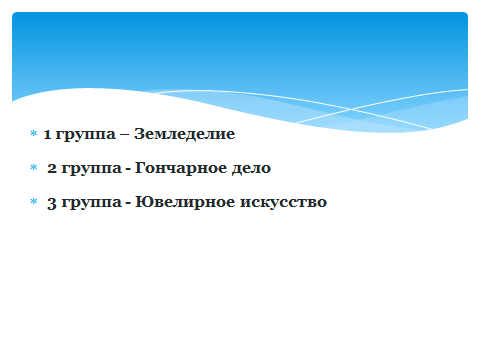 * 1 группа – Земледелие
* 2 группа - Гончарное дело
* 3 группа - Ювелирное искусство